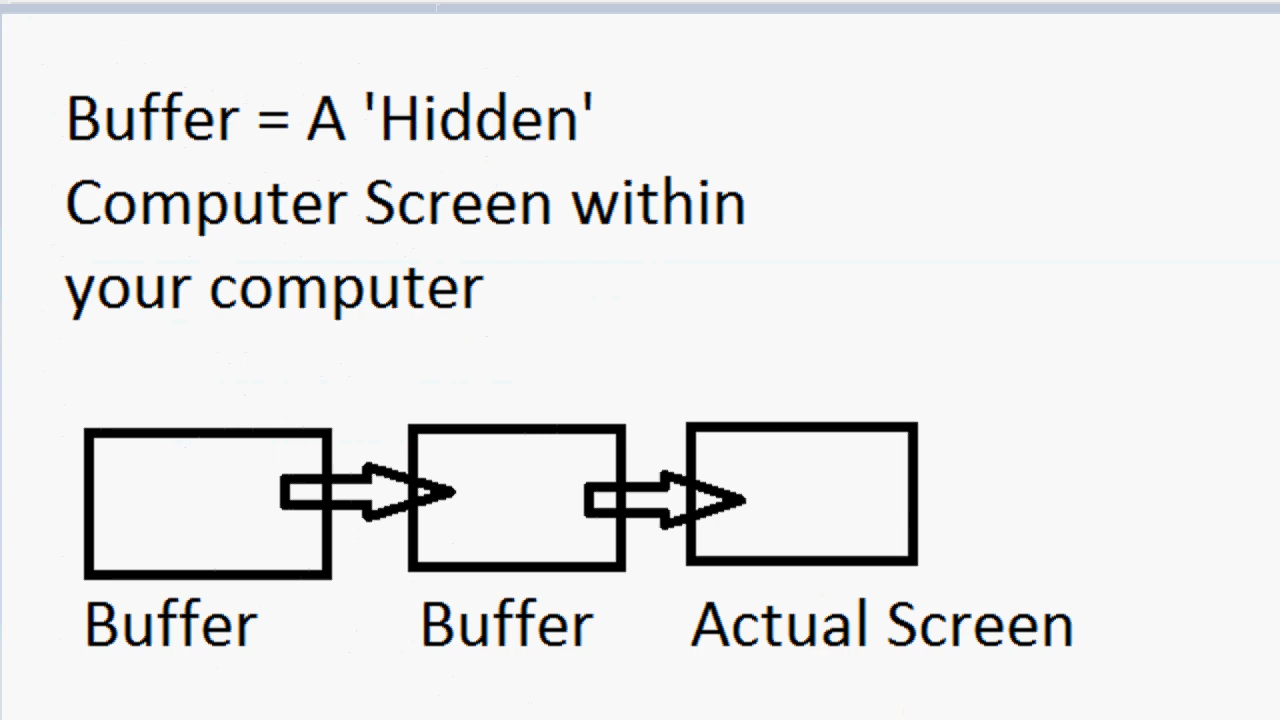 Buffer = A 'Hidden'
Computer Screen within
your computer
Buffer Buffer Actual Screen